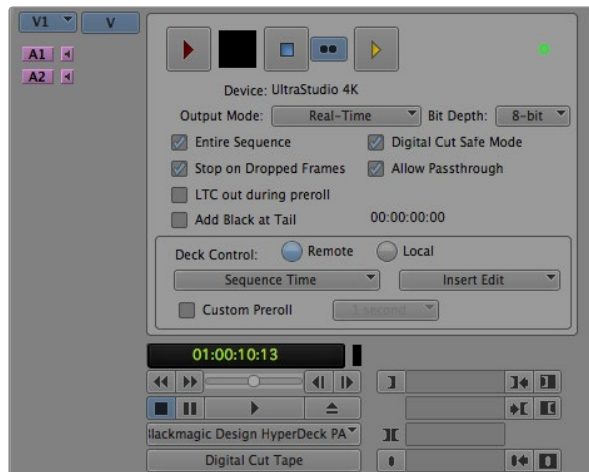 V1 V
A1
A2
Device: UltraStudio 4K
Output Mode: Real-Time Bit Depth: 8-bit
Entire Sequence Digital Cut Safe Mode
Stop on Dropped Frames Allow Passthrough
LTC out during preroll
Add Black at Tail 00:00:00:00
Deck Control: Remote Local
Sequence Time Insert Edit
Custom Preroll 1 second
01:00:10:13
lackmagic Design HyperDeck PA
Digital Cut Tape